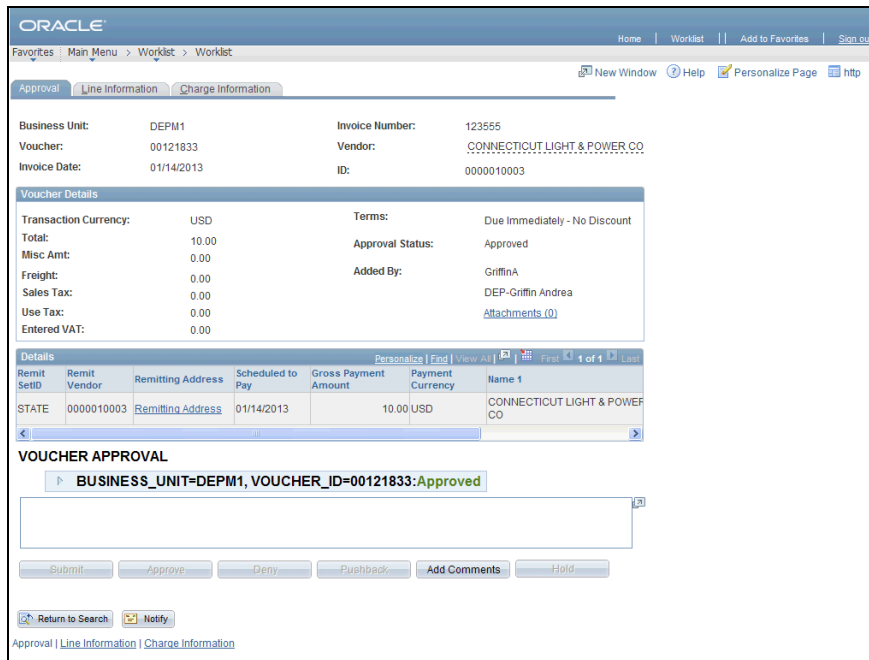 ORACLE
Home | Worklist | Add to Favorites | Sign ou
Favorites Main Menu > Worklist > Worklist
New Window Help Personalize Page http
Approval Line Information Charge Information
Business Unit: DEPM1 Invoice Number: 123555
Voucher: 00121833 Vendor: CONNECTICUT LIGHT & POWER CO
Invoice Date: 01/14/2013 ID: 0000010003
Voucher Details
Transaction Currency: USD Terms: Due Immediately - No Discount
Total: 10.00 Approval Status: Approved
Misc Amt: 0.00
Freight: 0.00 Added By: GriffinA
Sales Tax: 0.00 DEP-Griffin Andrea
Use Tax: 0.00 Attachments (0)
Entered VAT: 0.00
Details Personalize | Find | View All | First 1 of 1 Last
Remit SetID Remit Vendor Remitting Address Scheduled to Pay Gross Payment Amount Payment Currency Name 1
STATE 0000010003 Remitting Address 01/14/2013 10.00 USD CONNECTICUT LIGHT & POWER CO
VOUCHER APPROVAL
BUSINESS_UNIT=DEPM1, VOUCHER_ID=00121833:Approved
Submit Approve Deny Pushback Add Comments Hold
Return to Search Notify
Approval | Line Information | Charge Information